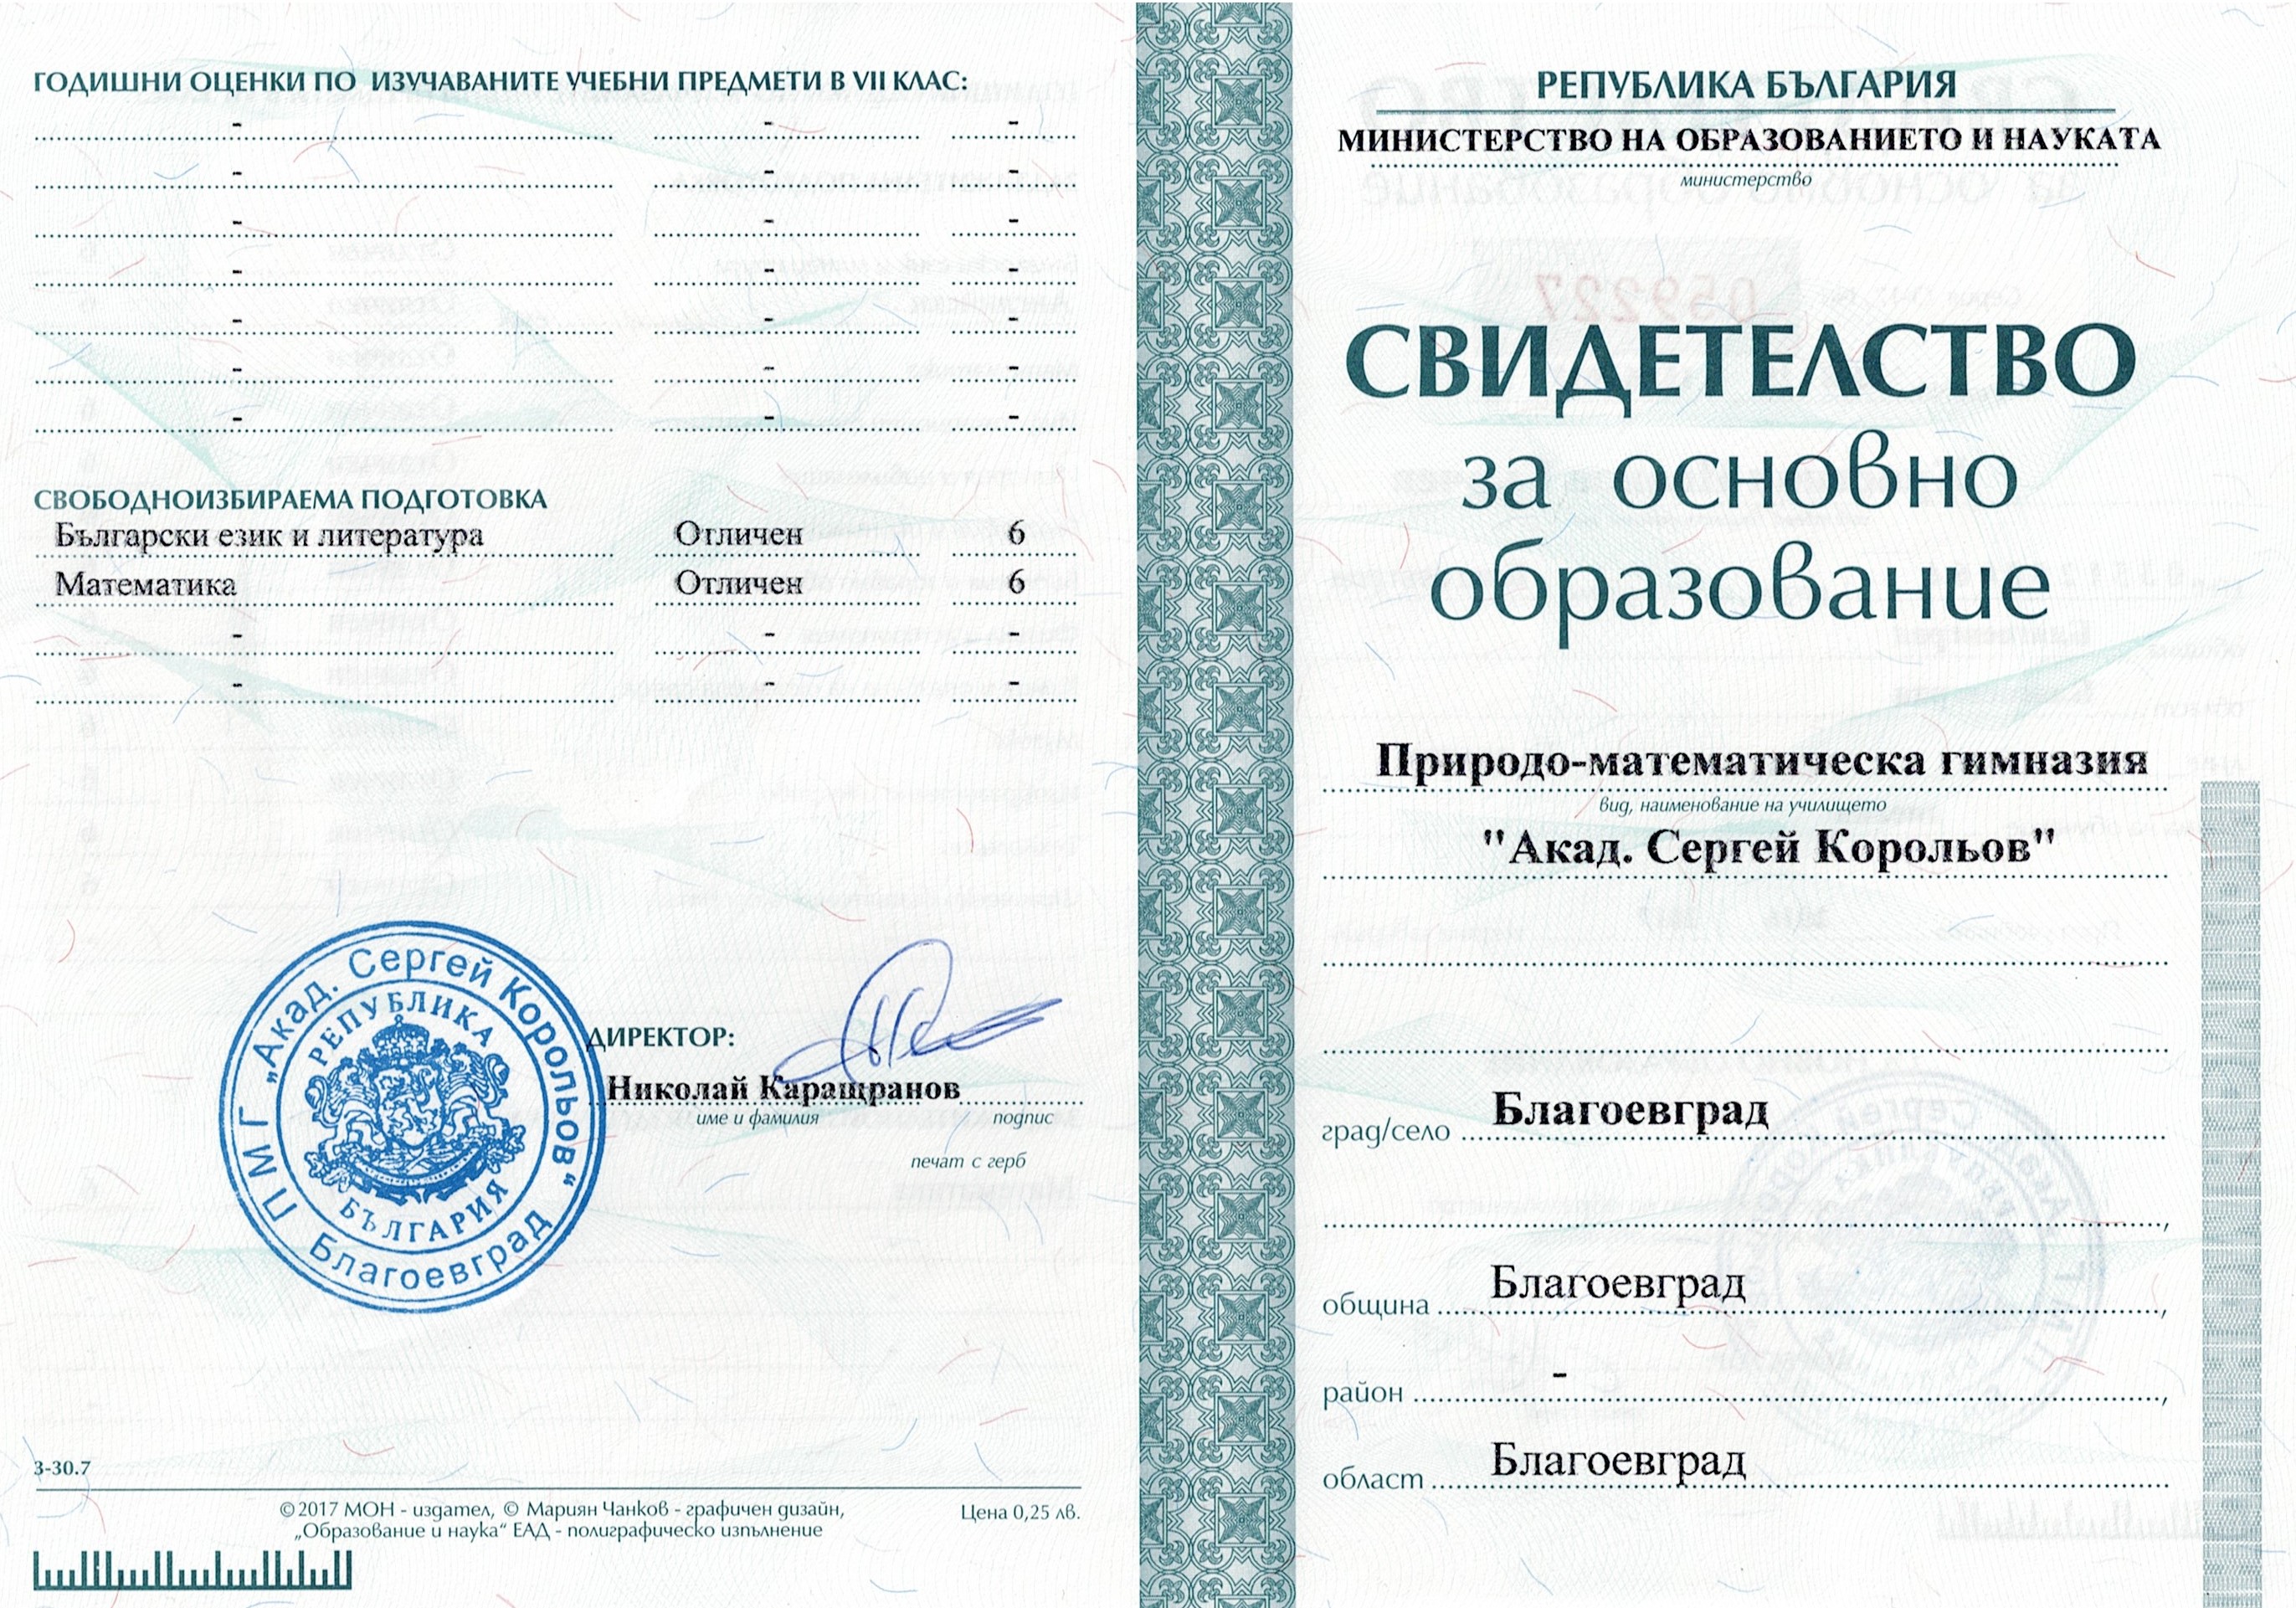 ГОДИШНИ ОЦЕНКИ ПО ИЗУЧАВАНИТЕ УЧЕБНИ ПРЕДМЕТИ В VII КЛАС:
- - -
- - -
- - -
- - -
- - -
- - -
- - -
СВОБОДНОИЗБИРАЕМА ПОДГОТОВКА
Български език и литература Отличен 6
Математика Отличен 6
- - -
- - -
ПМГ „Акад. Сергей Корольов“
Благоевград
РЕПУБЛИКА
БЪЛГАРИЯ
ДИРЕКТОР:
Николай Каращранов
име и фамилия подпис
печат с герб
3-30.7
©2017 МОН - издател, © Мариян Чанков - графичен дизайн,
„Образование и наука“ ЕАД - полиграфическо изпълнение
Цена 0,25 лв.
РЕПУБЛИКА БЪЛГАРИЯ
МИНИСТЕРСТВО НА ОБРАЗОВАНИЕТО И НАУКАТА
министерство
059227
СВИДЕТЕЛСТВО
за основно
образование
Природо-математическа гимназия
вид, наименование на училището
"Акад. Сергей Корольов"
град/село Благоевград
,
община Благоевград,
район -,
област Благоевград